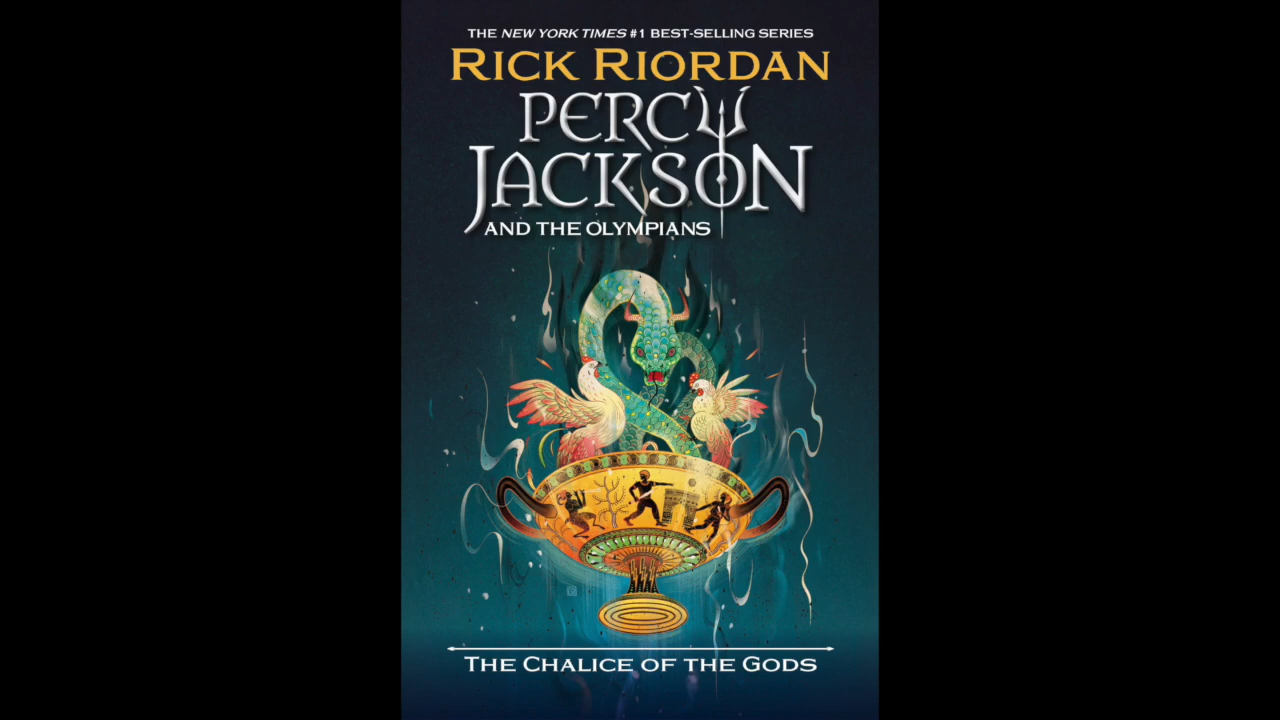 THE NEW YORK TIMES #1 BEST-SELLING SERIES
RICK RIORDAN
PERCY
JACKSON
AND THE OLYMPIANS
THE CHALICE OF THE GODS